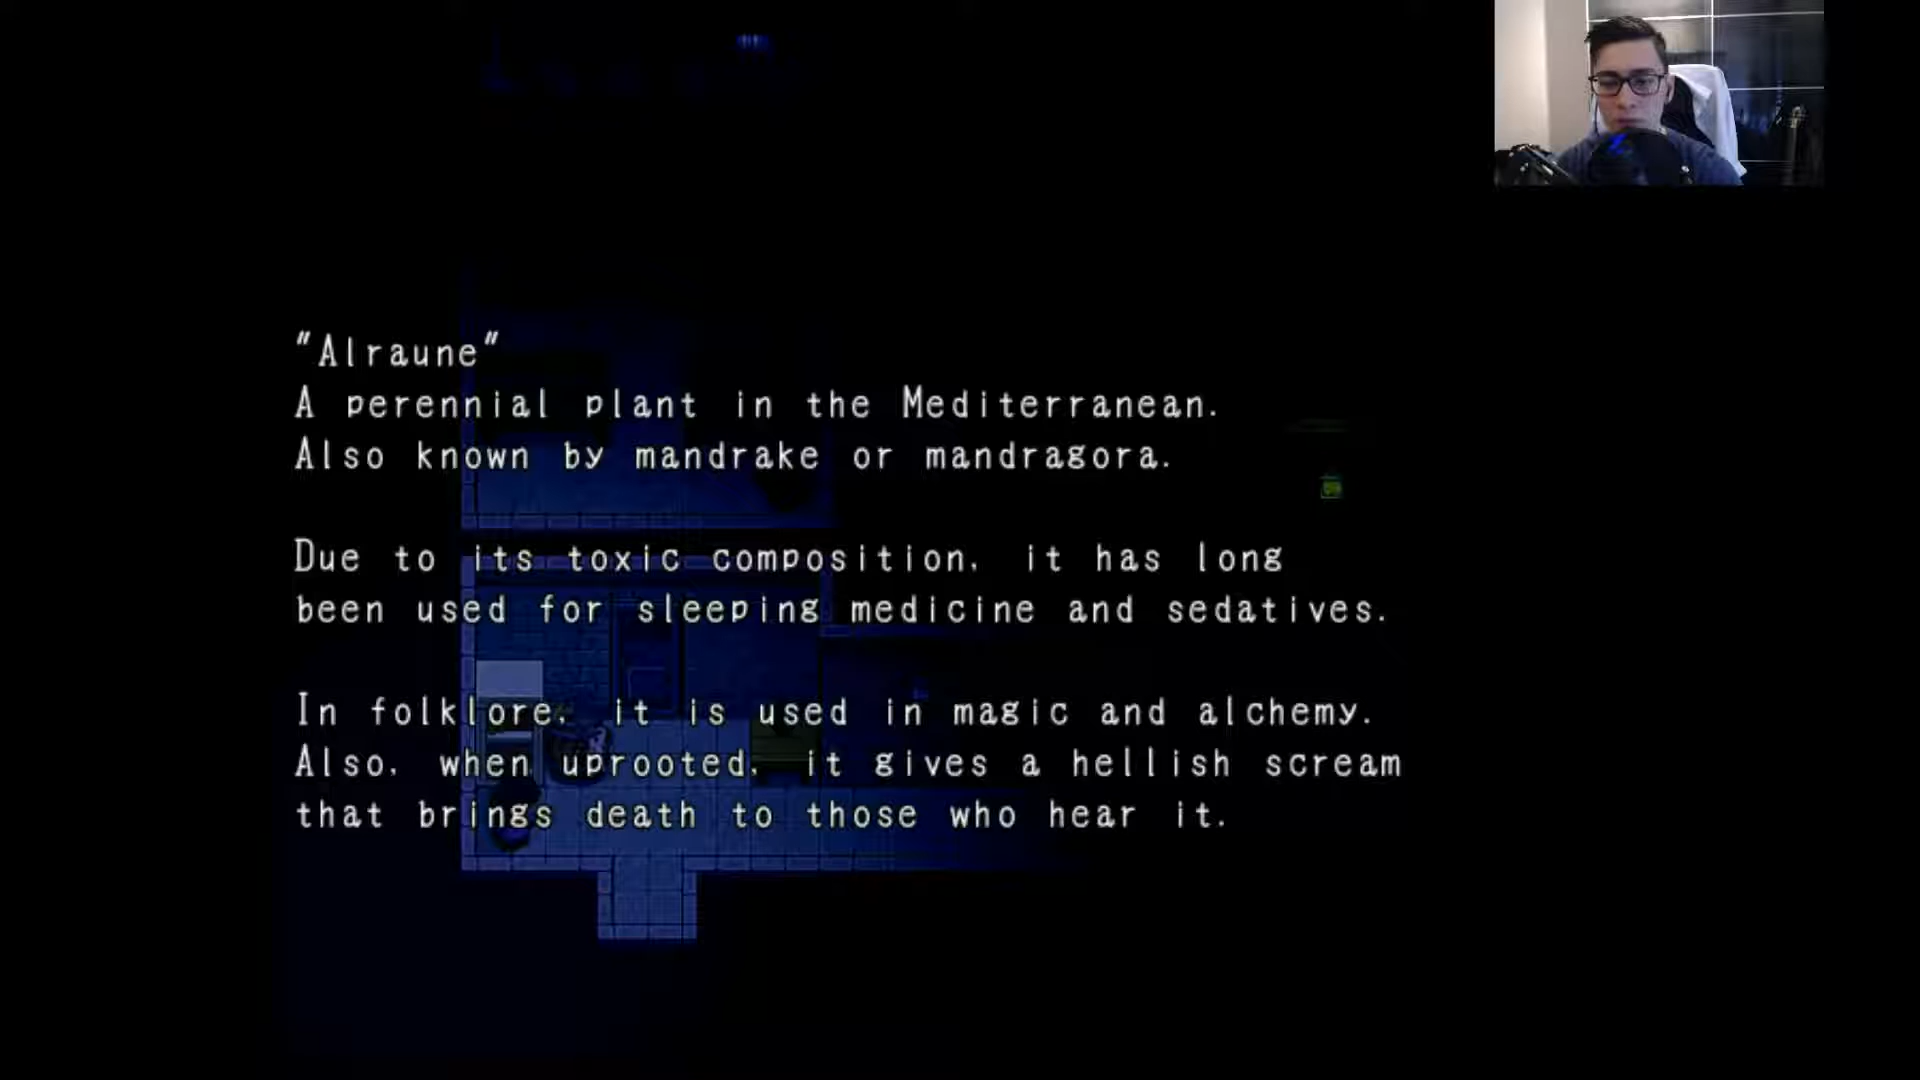 "Alraune"
A perennial plant in the Mediterranean.
Also known by mandrake or mandragora.
Due to its toxic composition, it has long
been used for sleeping medicine and sedatives.
In folklore, it is used in magic and alchemy.
Also, when uprooted, it gives a hellish scream
that brings death to those who hear it.